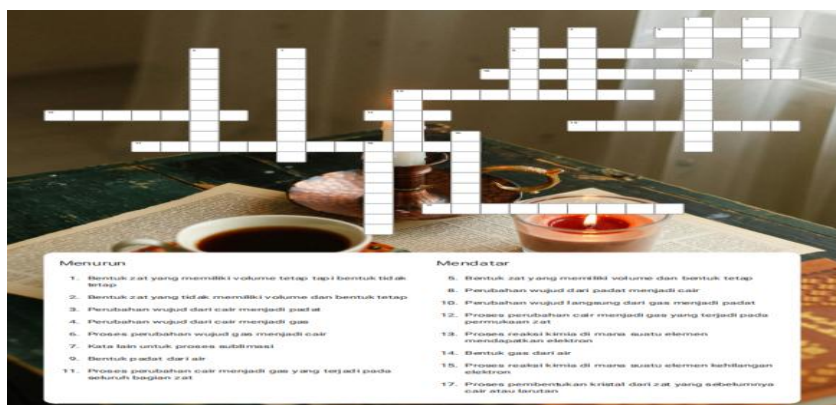 Menurun
1. Bentuk zat yang memiliki volume tetap tapi bentuk tidak
tetap
2. Bentuk zat yang tidak memiliki volume dan bentuk tetap
3. Perubahan wujud dari cair menjadi padat
4. Perubahan wujud dari cair menjadi gas
6. Proses perubahan wujud gas menjadi cair
7. Kata lain untuk proses sublimasi
9. Bentuk padat dari air
11. Proses perubahan cair menjadi gas yang terjadi pada
seluruh bagian zat
Mendatar
5. Bentuk zat yang memiliki volume dan bentuk tetap
8. Perubahan wujud dari padat menjadi cair
10. Perubahan wujud langsung dari gas menjadi padat
12. Proses perubahan cair menjadi gas yang terjadi pada
permukaan zat
13. Proses reaksi kimia di mana suatu elemen
mendapatkan elektron
14. Bentuk gas dari air
15. Proses reaksi kimia di mana suatu elemen kehilangan
elektron
17. Proses pembentukan kristal dari zat yang sebelumnya
cair atau larutan